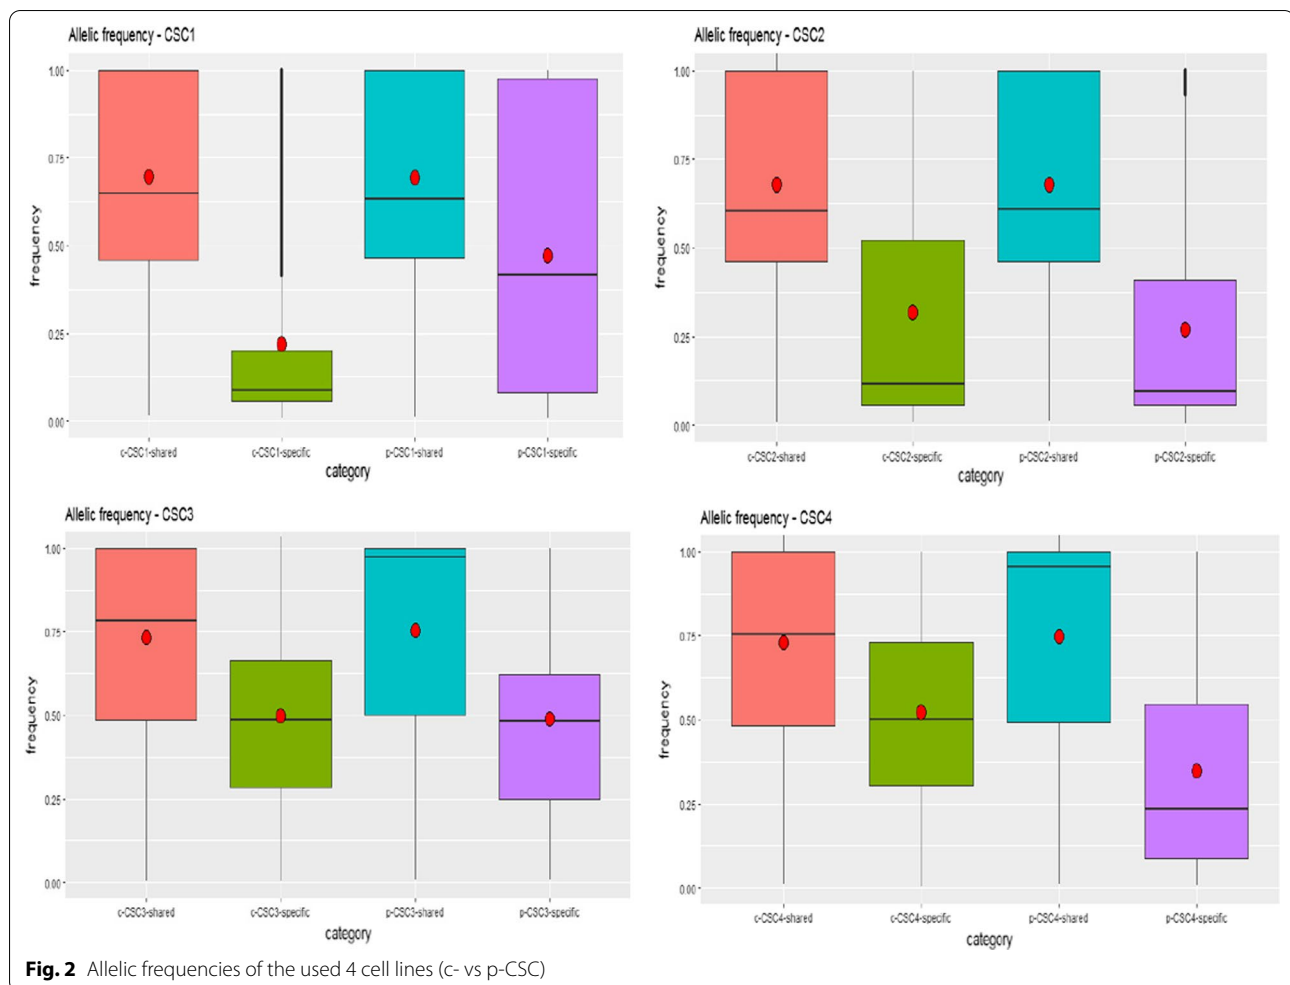 Allelic frequency - CSC1
frequency
1.00
0.75
0.50
0.25
0.00
c-CSC1-shared
c-CSC1-specific
p-CSC1-shared
p-CSC1-specific
category
Allelic frequency - CSC2
frequency
1.00
0.75
0.50
0.25
0.00
c-CSC2-shared
c-CSC2-specific
p-CSC2-shared
p-CSC2-specific
category
Allelic frequency - CSC3
frequency
1.00
0.75
0.50
0.25
0.00
c-CSC3-shared
c-CSC3-specific
p-CSC3-shared
p-CSC3-specific
category
Allelic frequency - CSC4
frequency
1.00
0.75
0.50
0.25
0.00
c-CSC4-shared
c-CSC4-specific
p-CSC4-shared
p-CSC4-specific
category
Fig. 2 Allelic frequencies of the used 4 cell lines (c- vs p-CSC)